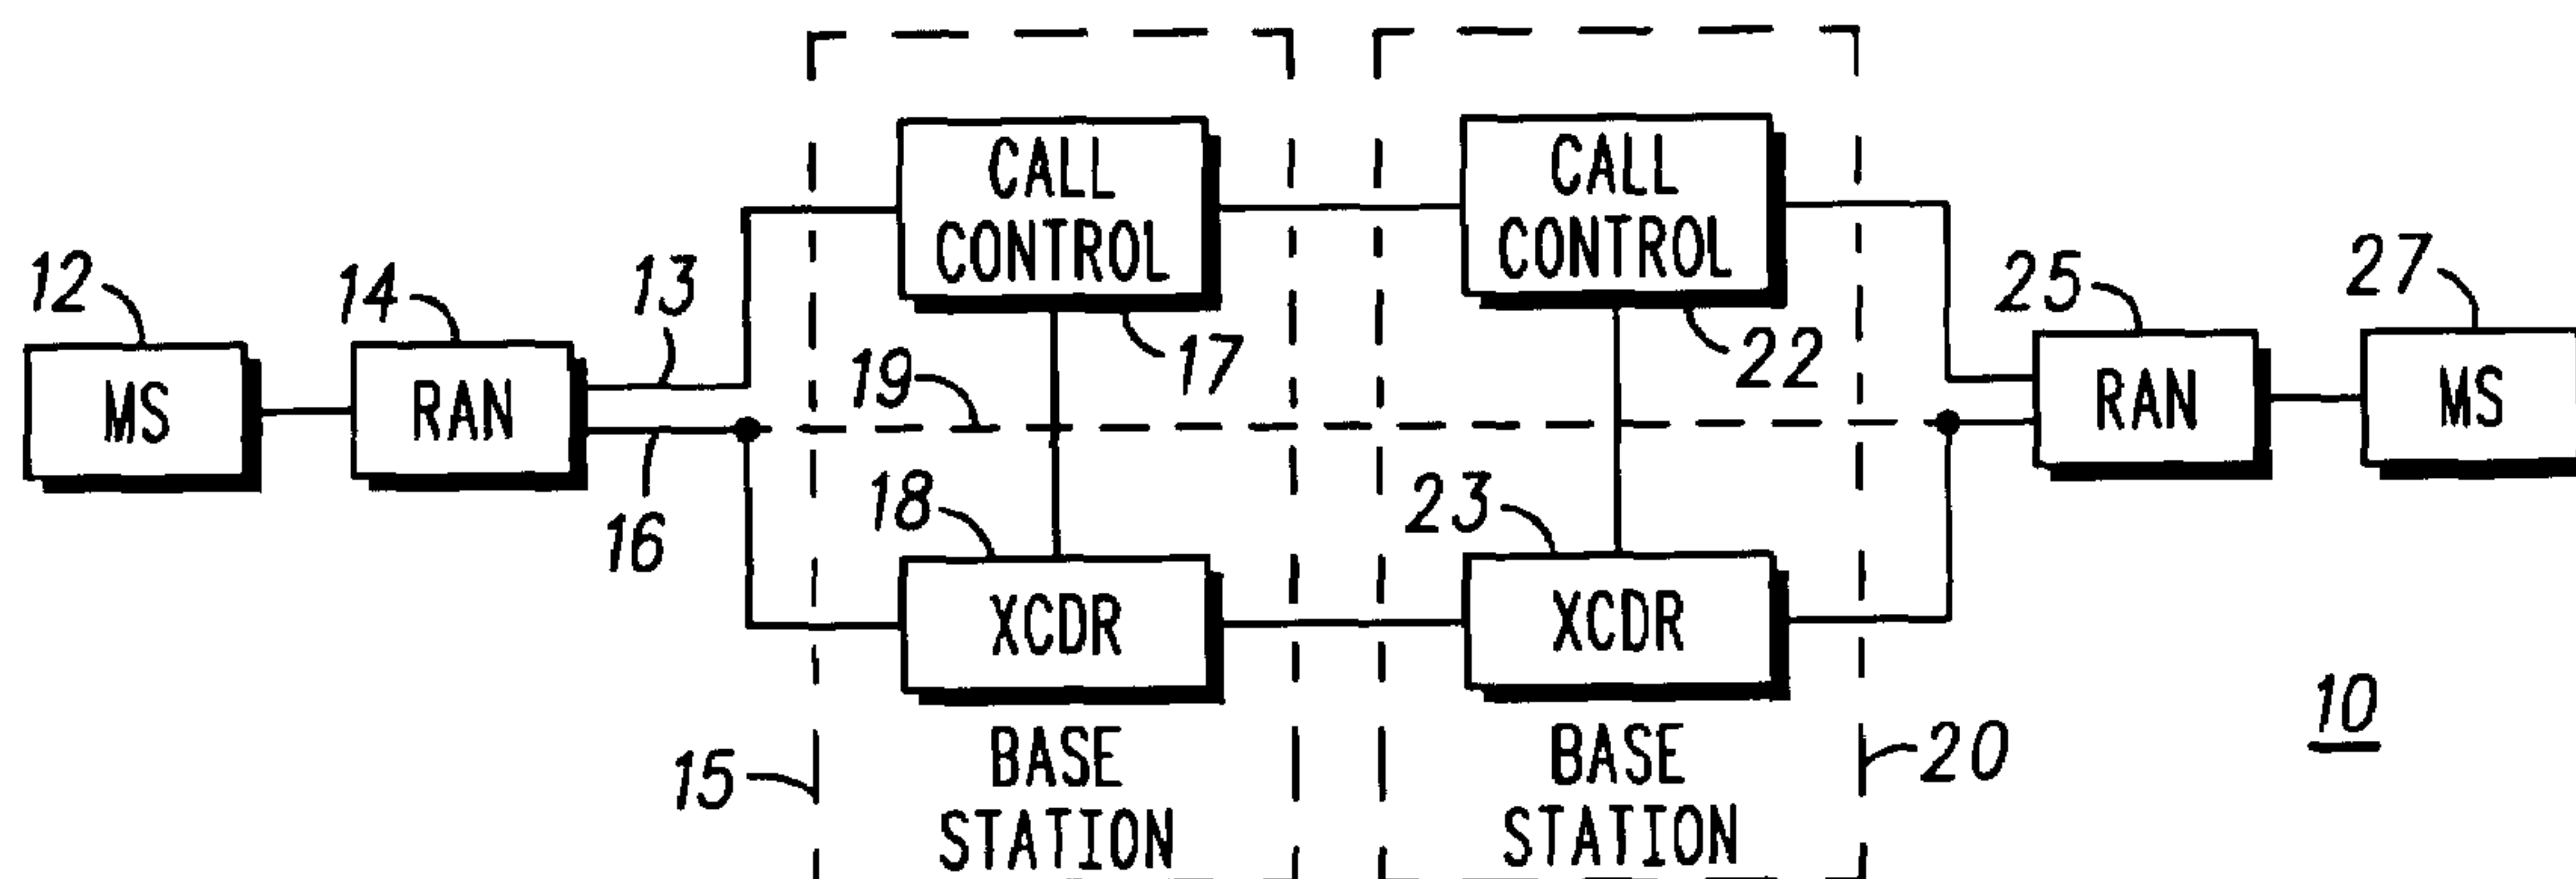 CALL
CONTROL
CALL
CONTROL
12
14
13
25
27
MS
RAN
19
17
22
RAN
MS
16
18
23
XCDR
XCDR
10
15
BASE
STATION
BASE
STATION
20